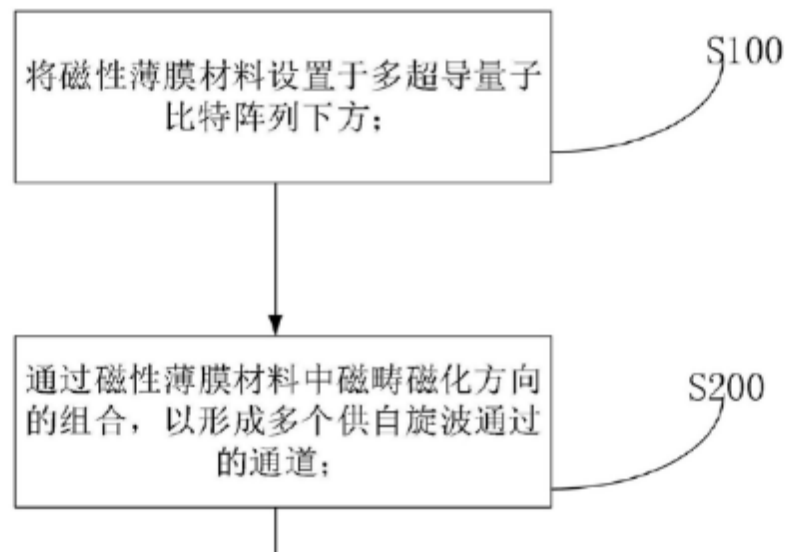 将磁性薄膜材料设置于多超导量子
比特阵列下方;
S100
通过磁性薄膜材料中磁畴磁化方向
的组合，以形成多个供自旋波通过
的通道;
S200